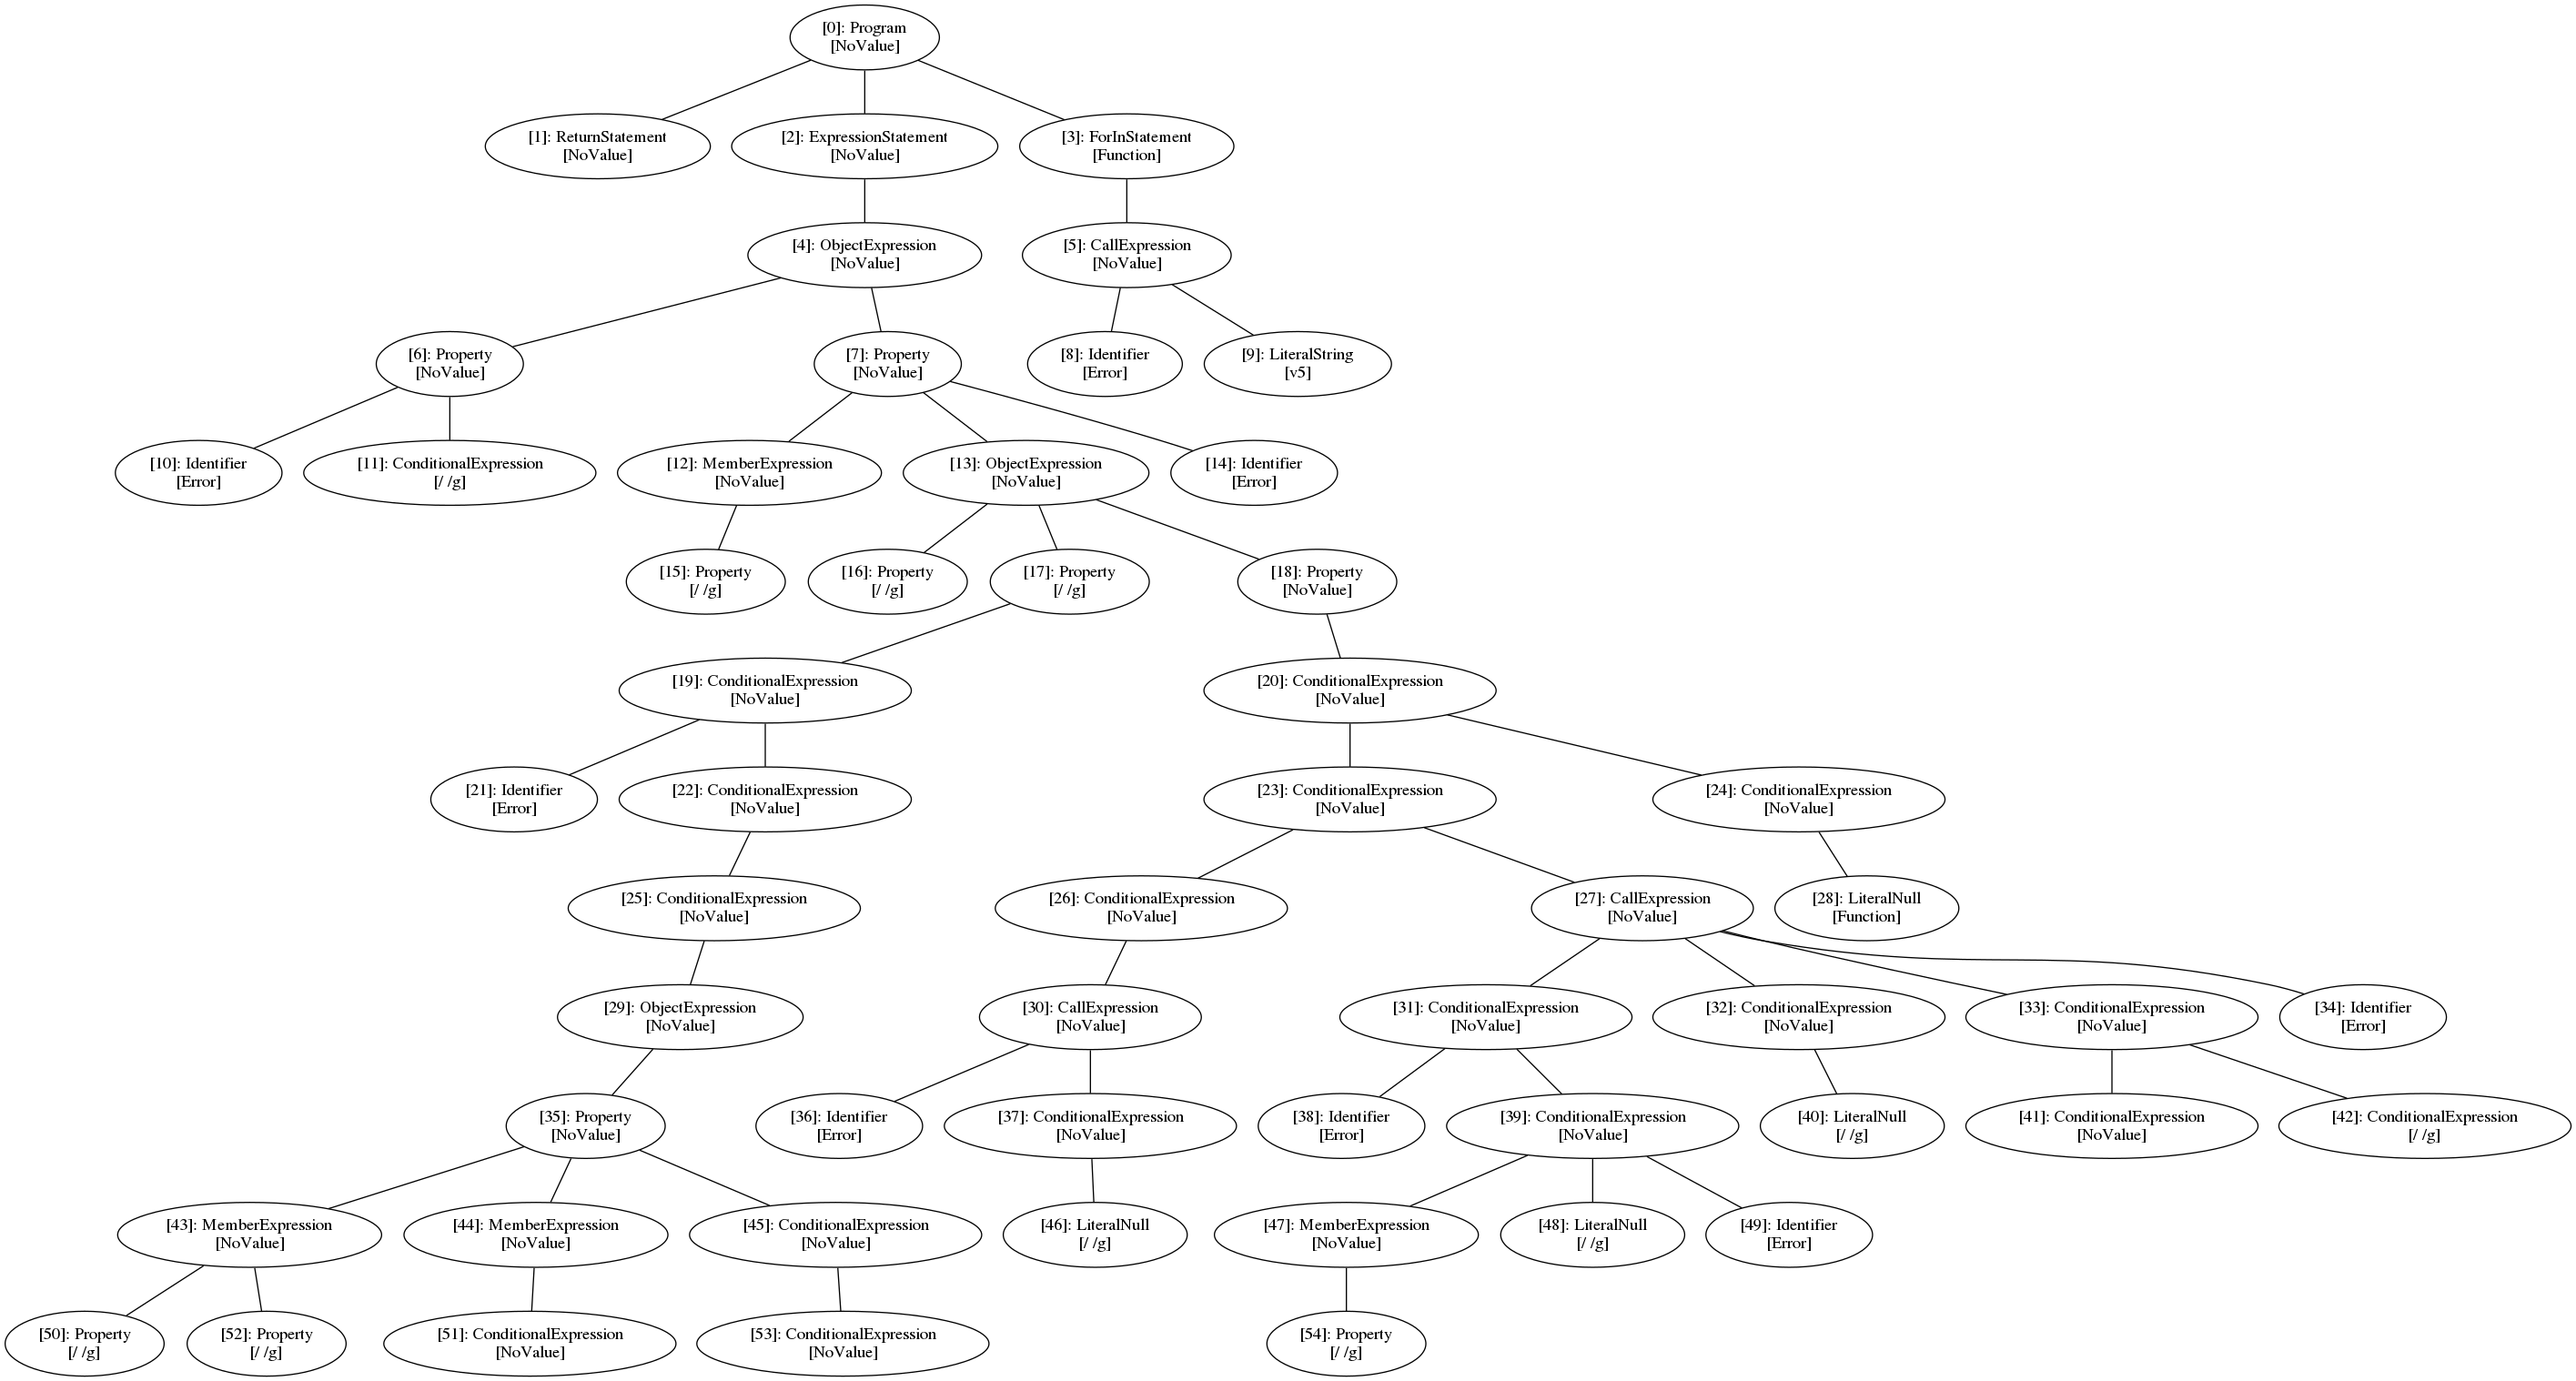 [0]: Program
[NoValue]
[1]: ReturnStatement
[NoValue]
[2]: ExpressionStatement
[NoValue]
[3]: ForInStatement
[Function]
[4]: ObjectExpression
[NoValue]
[5]: CallExpression
[NoValue]
[6]: Property
[NoValue]
[7]: Property
[NoValue]
[8]: Identifier
[Error]
[9]: LiteralString
[v5]
[10]: Identifier
[Error]
[11]: ConditionalExpression
[/ /g]
[12]: MemberExpression
[NoValue]
[13]: ObjectExpression
[NoValue]
[14]: Identifier
[Error]
[15]: Property
[/ /g]
[16]: Property
[/ /g]
[17]: Property
[/ /g]
[18]: Property
[NoValue]
[19]: ConditionalExpression
[NoValue]
[20]: ConditionalExpression
[NoValue]
[21]: Identifier
[Error]
[22]: ConditionalExpression
[NoValue]
[23]: ConditionalExpression
[NoValue]
[24]: ConditionalExpression
[NoValue]
[25]: ConditionalExpression
[NoValue]
[26]: ConditionalExpression
[NoValue]
[27]: CallExpression
[NoValue]
[28]: LiteralNull
[Function]
[29]: ObjectExpression
[NoValue]
[30]: CallExpression
[NoValue]
[31]: ConditionalExpression
[NoValue]
[32]: ConditionalExpression
[NoValue]
[33]: ConditionalExpression
[NoValue]
[34]: Identifier
[Error]
[35]: Property
[NoValue]
[36]: Identifier
[Error]
[37]: ConditionalExpression
[NoValue]
[38]: Identifier
[Error]
[39]: ConditionalExpression
[NoValue]
[40]: LiteralNull
[/ /g]
[41]: ConditionalExpression
[NoValue]
[42]: ConditionalExpression
[/ /g]
[43]: MemberExpression
[NoValue]
[44]: MemberExpression
[NoValue]
[45]: ConditionalExpression
[NoValue]
[46]: LiteralNull
[/ /g]
[47]: MemberExpression
[NoValue]
[48]: LiteralNull
[/ /g]
[49]: Identifier
[Error]
[50]: Property
[/ /g]
[52]: Property
[/ /g]
[51]: ConditionalExpression
[NoValue]
[53]: ConditionalExpression
[NoValue]
[54]: Property
[/ /g]